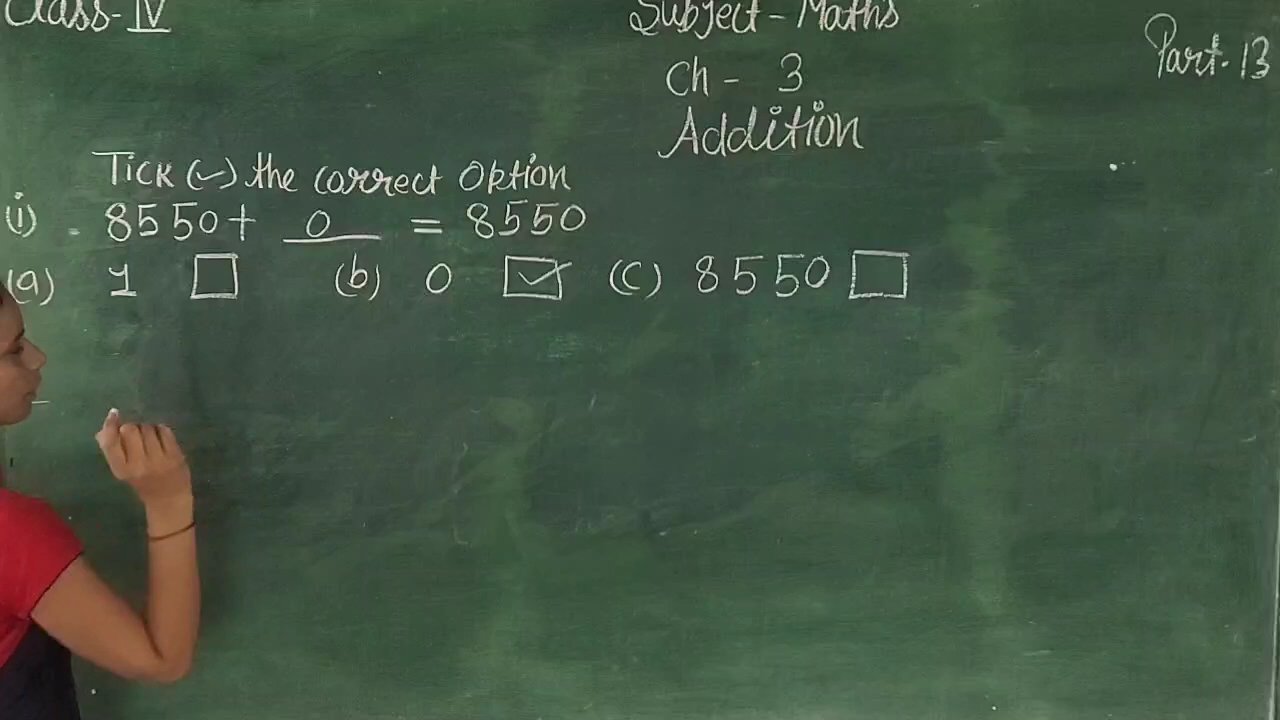 Class-IV
Subject - Maths
Part-13
Ch - 3
Addition
Tick (✓) the correct option
(i) 8550 + 0 = 8550
(a) 1 ☐ (b) 0 ☑ (c) 8550 ☐